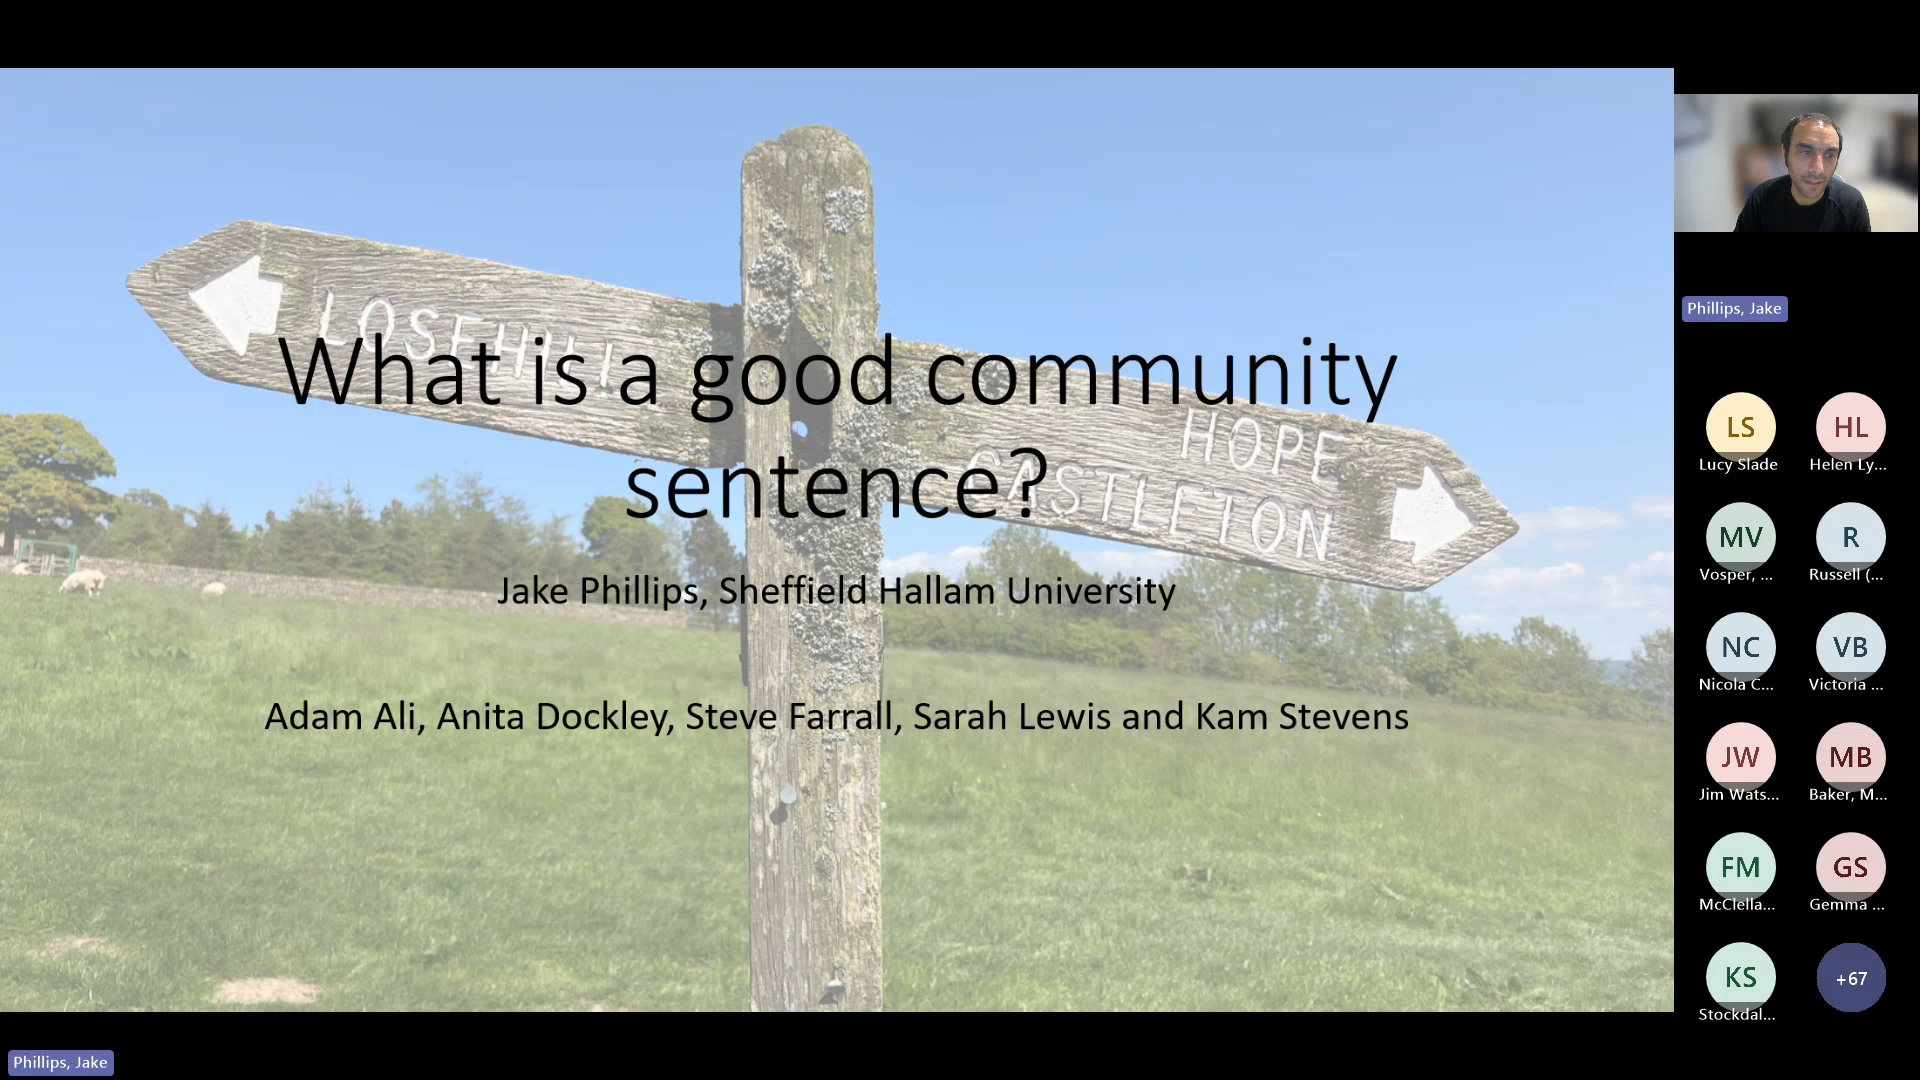 LOSEHILL
HOPE
CASTLETON
What is a good community
sentence?
Jake Phillips, Sheffield Hallam University
Adam Ali, Anita Dockley, Steve Farrall, Sarah Lewis and Kam Stevens
Phillips, Jake
LS
Lucy Slade
HL
Helen Ly...
MV
Vosper, ...
R
Russell (...
NC
Nicola C...
VB
Victoria ...
JW
Jim Wats...
MB
Baker, M...
FM
McClella...
GS
Gemma ...
KS
Stockdal...
+67
Phillips, Jake